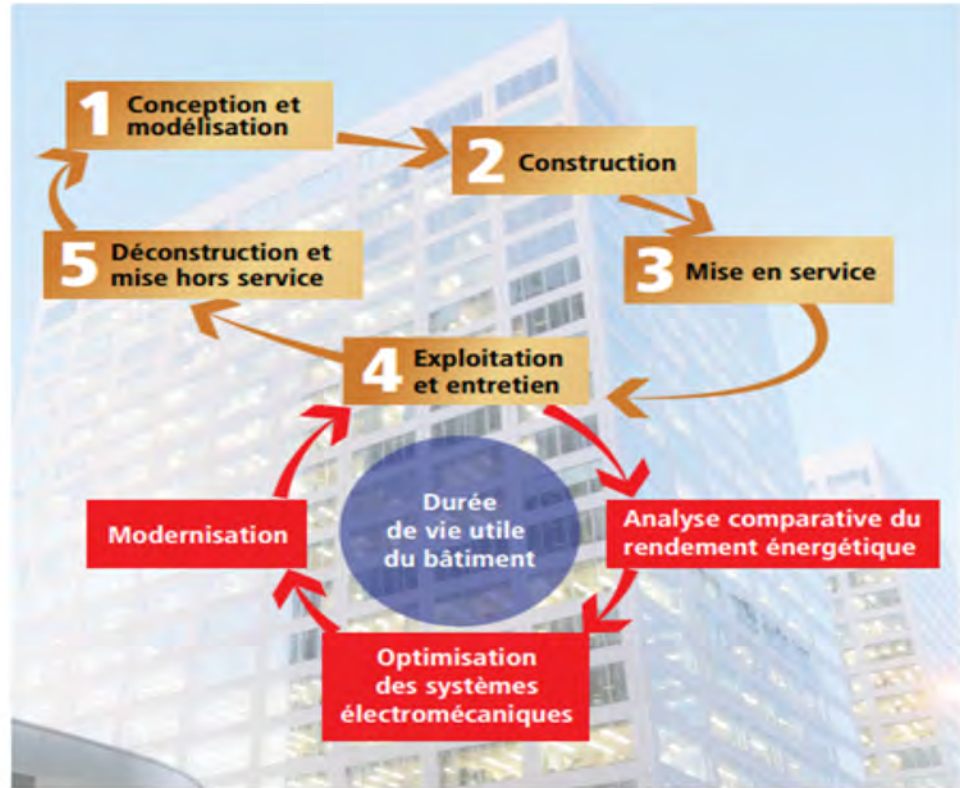 1 Conception et
modélisation
2 Construction
3 Mise en service
4 Exploitation
et entretien
5 Déconstruction et
mise hors service
Durée
de vie utile
du bâtiment
Analyse comparative du
rendement énergétique
Optimisation
des systèmes
électromécaniques
Modernisation